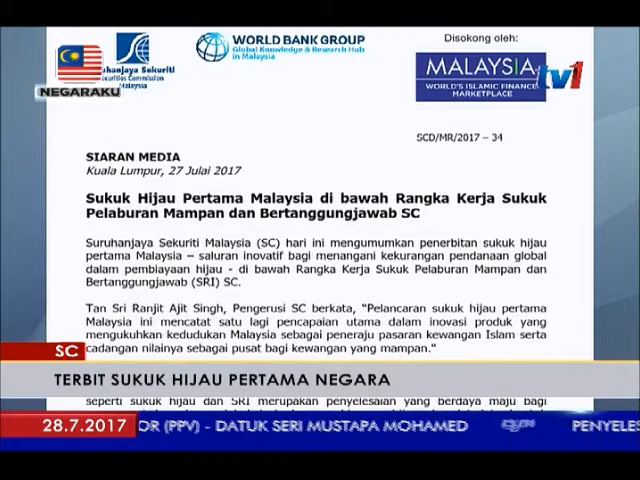 Suruhanjaya Sekuriti
Securities Commission
Malaysia
WORLD BANK GROUP
Global Knowledge & Research Hub
in Malaysia
Disokong oleh:
MALAYSIA
WORLD'S ISLAMIC FINANCE
MARKETPLACE
tv1
NEGARAKU
SCD/MR/2017 – 34
SIARAN MEDIA
Kuala Lumpur, 27 Julai 2017
Sukuk Hijau Pertama Malaysia di bawah Rangka Kerja Sukuk
Pelaburan Mampan dan Bertanggungjawab SC
Suruhanjaya Sekuriti Malaysia (SC) hari ini mengumumkan penerbitan sukuk hijau
pertama Malaysia – saluran inovatif bagi menangani kekurangan pendanaan global
dalam pembiayaan hijau - di bawah Rangka Kerja Sukuk Pelaburan Mampan dan
Bertanggungjawab (SRI) SC.
Tan Sri Ranjit Ajit Singh, Pengerusi SC berkata, "Pelancaran sukuk hijau pertama
Malaysia ini mencatat satu lagi pencapaian utama dalam inovasi produk yang
mengukuhkan kedudukan Malaysia sebagai peneraju pasaran kewangan Islam serta
cadangan nilainya sebagai pusat bagi kewangan yang mampan."
SC
TERBIT SUKUK HIJAU PERTAMA NEGARA
seperti sukuk hijau dan SRI merupakan penyelesaian yang berdaya maju bagi
28.7.2017
OR (PPV) - DATUK SERI MUSTAPA MOHAMED
PENYELES